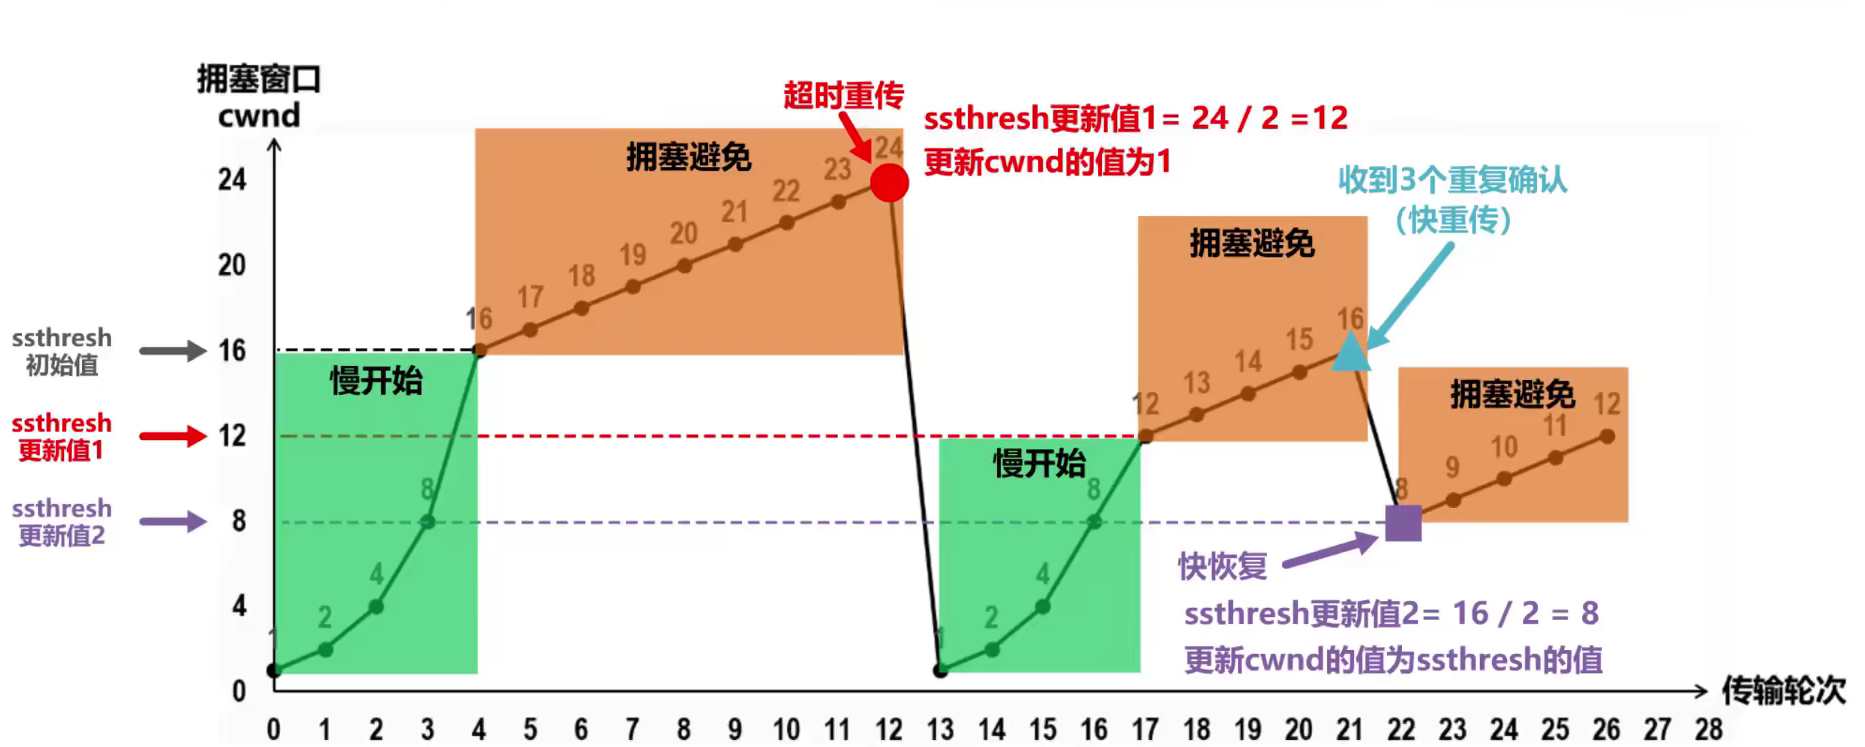 拥塞窗口
cwnd
超时重传
ssthresh更新值1= 24 / 2 =12
更新cwnd的值为1
拥塞避免
24
24
23
22
21
20
19
18
17
16
收到3个重复确认
（快重传）
拥塞避免
20
16
15
14
13
12
ssthresh
初始值
16
慢开始
拥塞避免
12
11
10
9
8
ssthresh
更新值1
12
慢开始
8
4
2
1
8
4
2
1
ssthresh
更新值2
8
快恢复
ssthresh更新值2= 16 / 2 = 8
更新cwnd的值为ssthresh的值
4
0
传输轮次
0 1 2 3 4 5 6 7 8 9 10 11 12 13 14 15 16 17 18 19 20 21 22 23 24 25 26 27 28